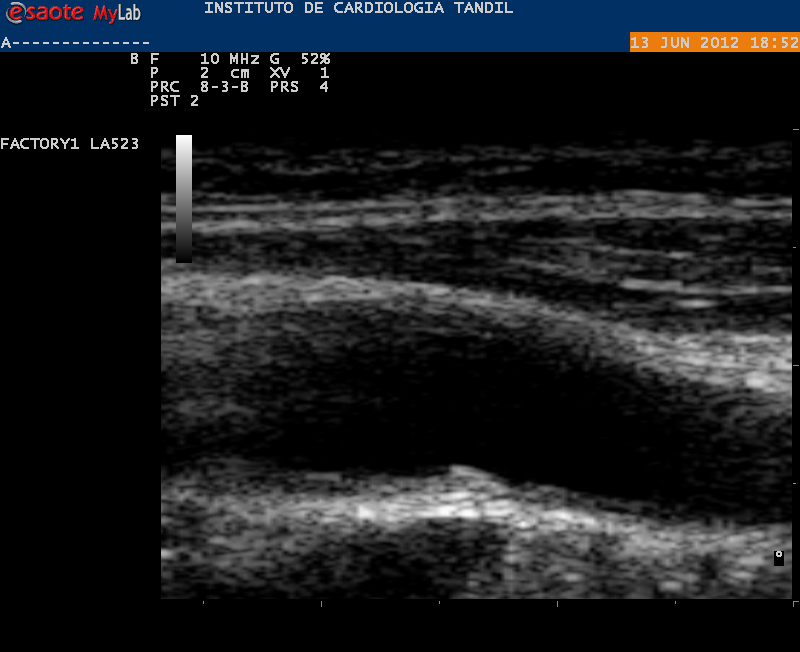 esaote MyLab
INSTITUTO DE CARDIOLOGIA TANDIL
A--------------
13 JUN 2012 18:52
B F 10 MHz G 52%
P 2 cm XV 1
PRC 8-3-B PRS 4
PST 2
FACTORY1 LA523